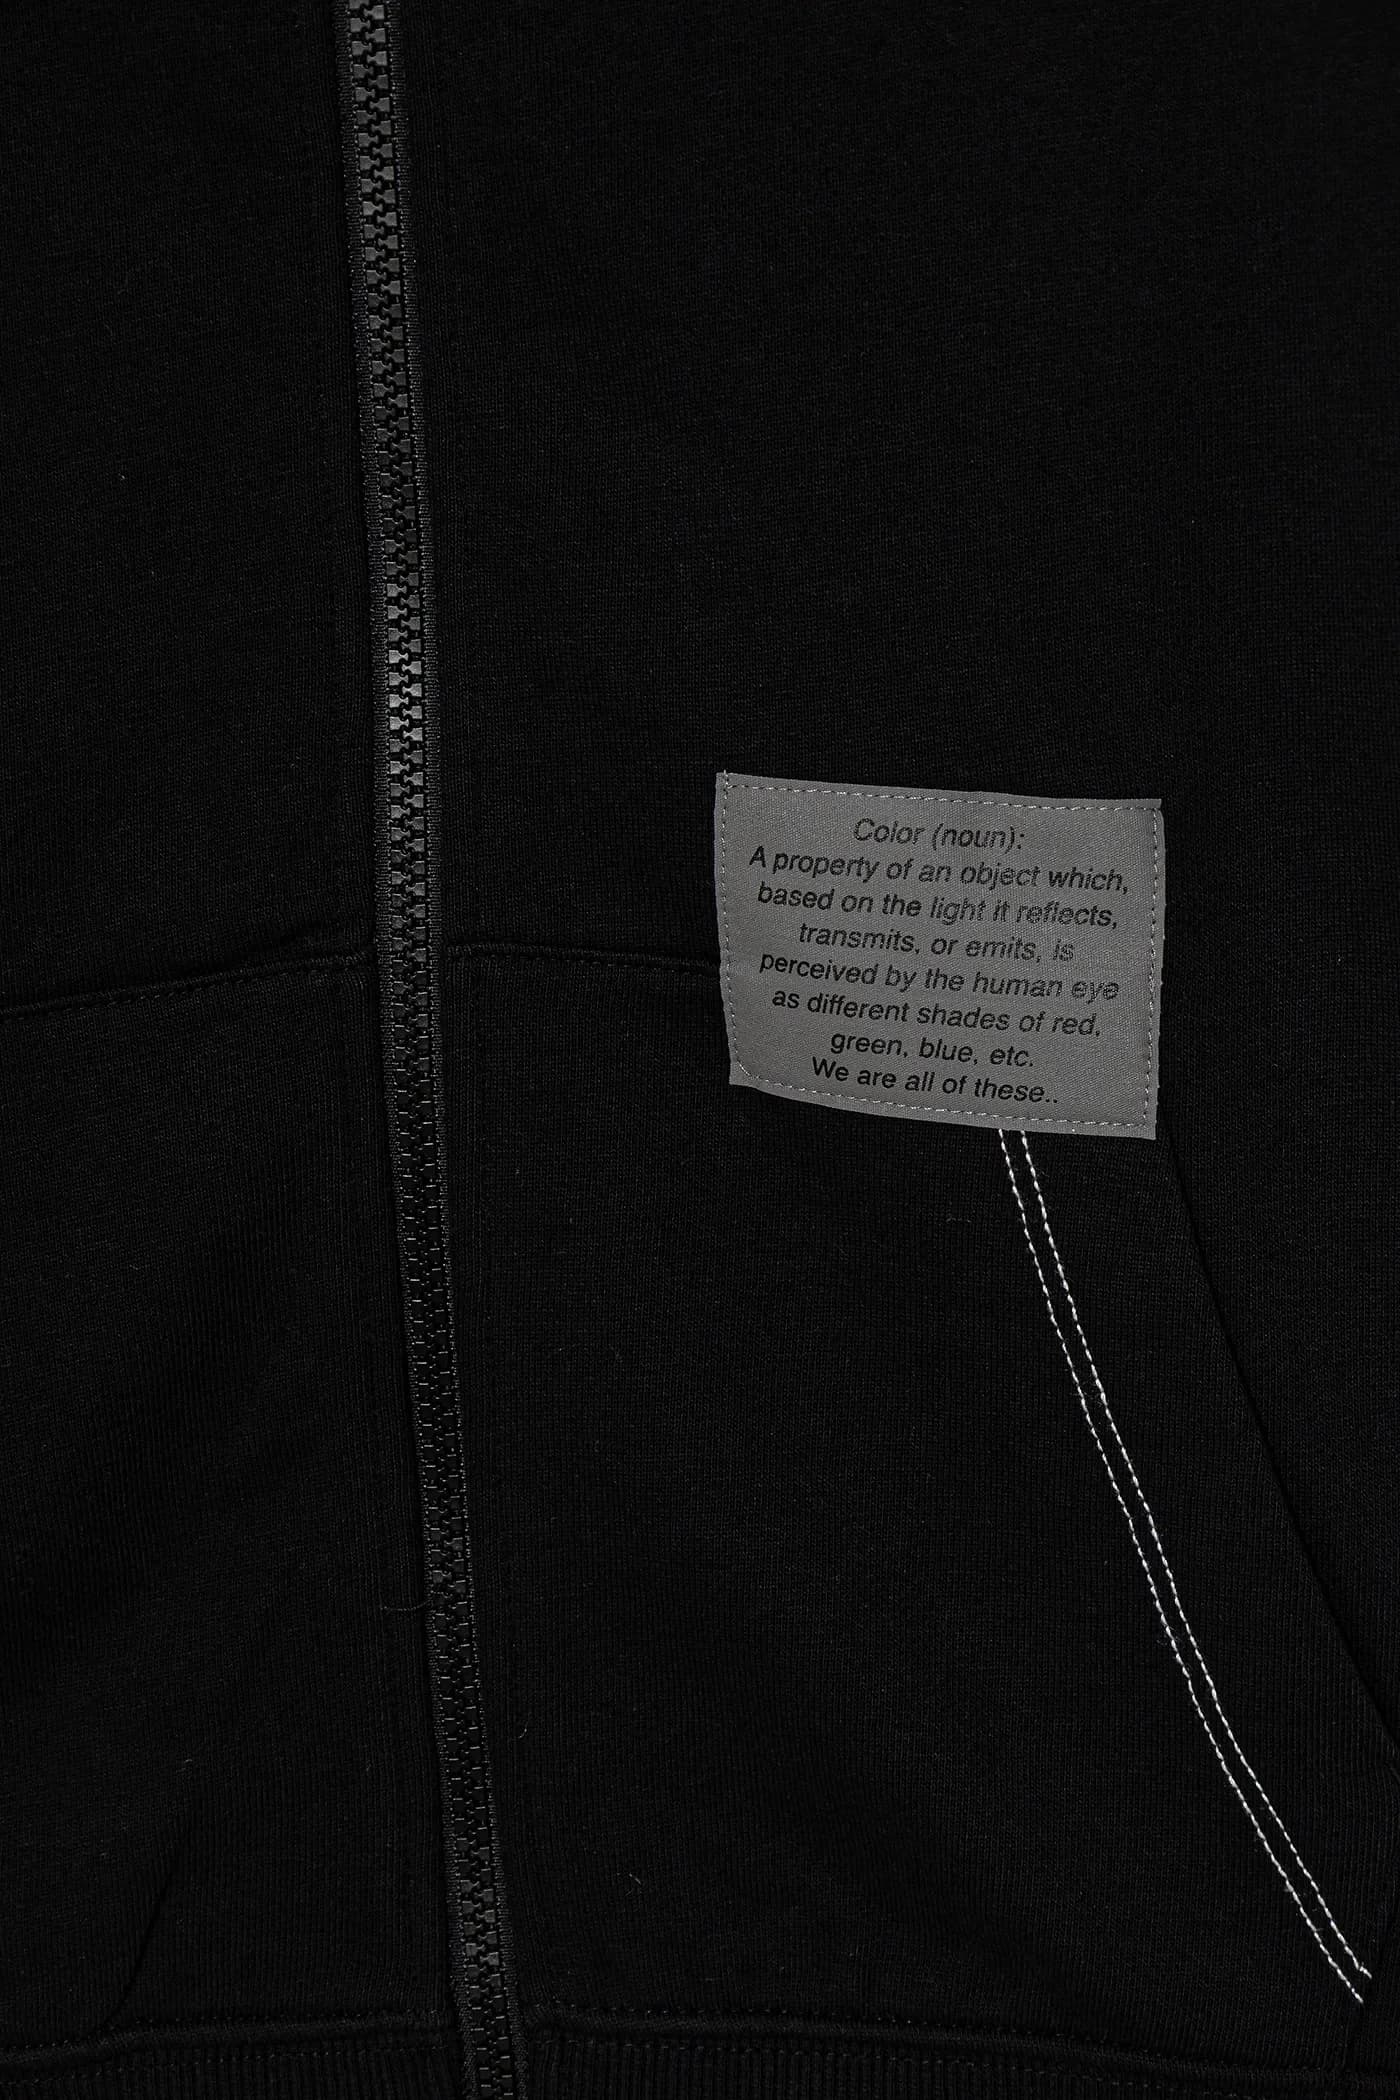 Color (noun):
A property of an object which,
based on the light it reflects,
transmits, or emits, is
perceived by the human eye
as different shades of red,
green, blue, etc.
We are all of these..